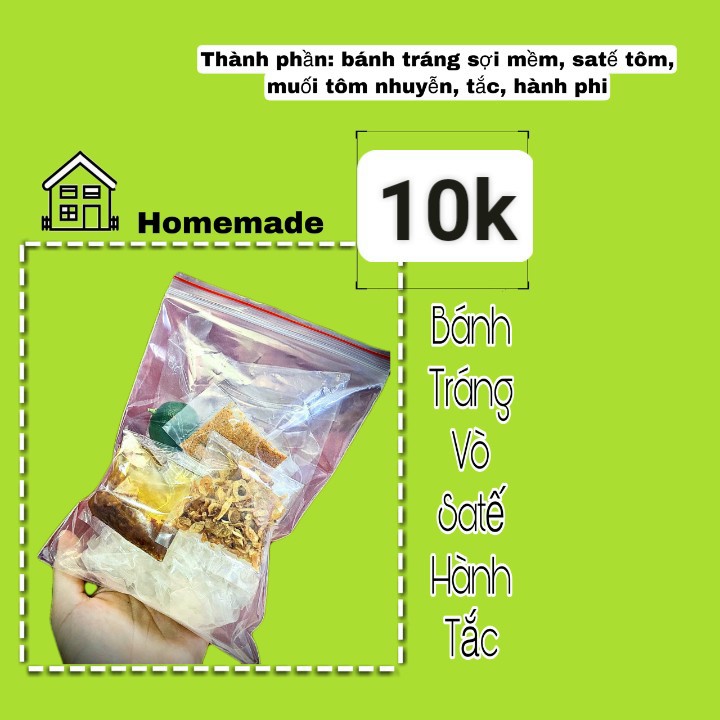 Thành phần: bánh tráng sợi mềm, satế tôm,
muối tôm nhuyễn, tắc, hành phi
10k
Homemade
Bánh
Tráng
Vò
Satế
Hành
Tắc